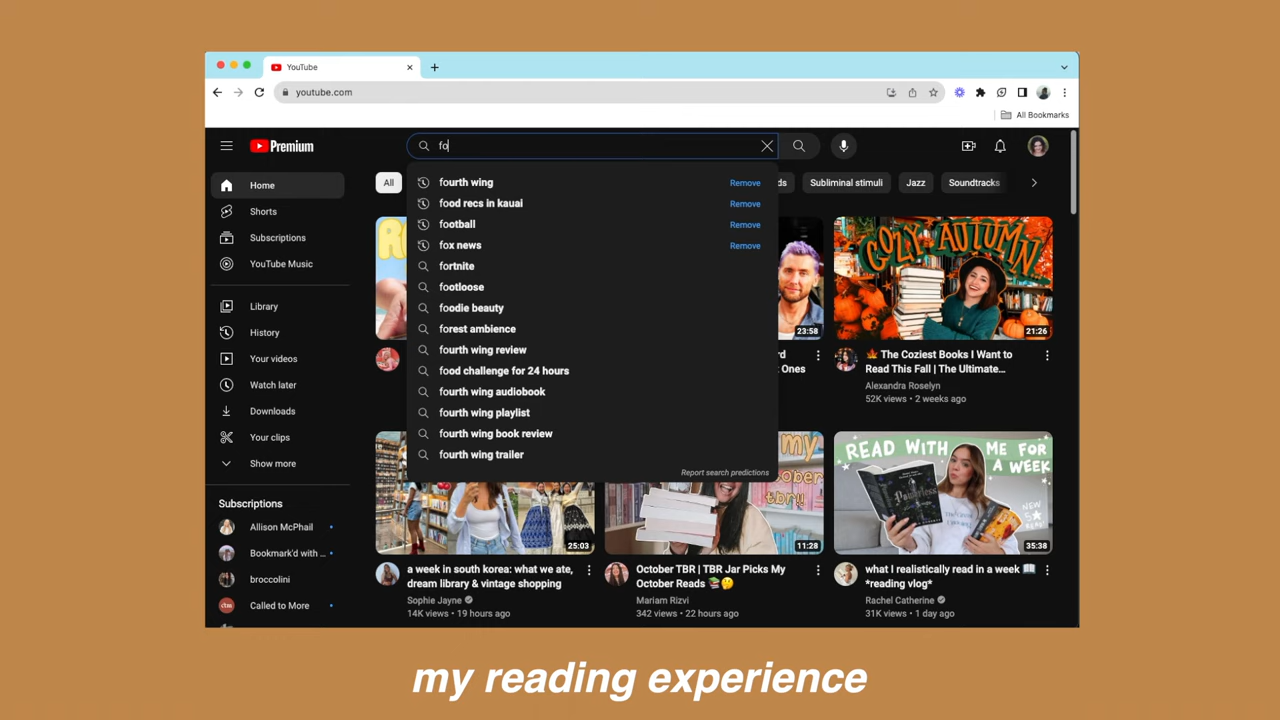 YouTube
youtube.com
All Bookmarks
Premium
fo
All
Subliminal stimuli
Jazz
Soundtracks
Home
Shorts
Subscriptions
YouTube Music
Library
History
Your videos
Watch later
Downloads
Your clips
Show more
Subscriptions
Allison McPhail
Bookmark'd with ...
broccolini
Called to More
fourth wing Remove
food recs in kauai Remove
football Remove
fox news Remove
fortnite
footloose
foodie beauty
forest ambience
fourth wing review
food challenge for 24 hours
fourth wing audiobook
fourth wing playlist
fourth wing book review
fourth wing trailer
Report search predictions
23:58
Ones
COZY AUTUMN
21:26
🍁 The Coziest Books I Want to
Read This Fall | The Ultimate...
Alexandra Roselyn
52K views • 2 weeks ago
25:03
a week in south korea: what we ate,
dream library & vintage shopping
Sophie Jayne
14K views • 19 hours ago
my
october
tbr!!
11:28
October TBR | TBR Jar Picks My
October Reads 📚🤔
Mariam Rizvi
342 views • 22 hours ago
READ WITH ME FOR
A WEEK
Powerless
NEW
5★
READ!
35:38
what I realistically read in a week 📖
*reading vlog*
Rachel Catherine
31K views • 1 day ago
my reading experience